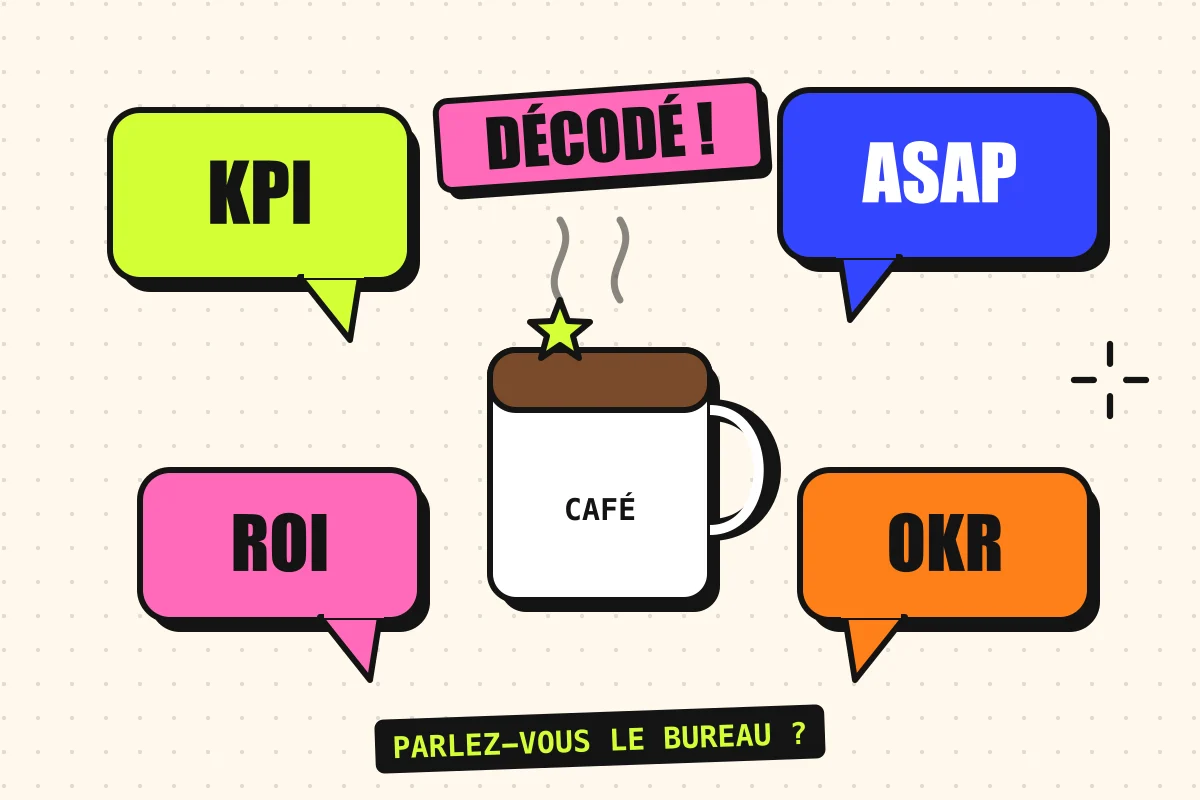 DÉCODÉ !
KPI
ASAP
CAFÉ
ROI
OKR
PARLEZ-VOUS LE BUREAU ?